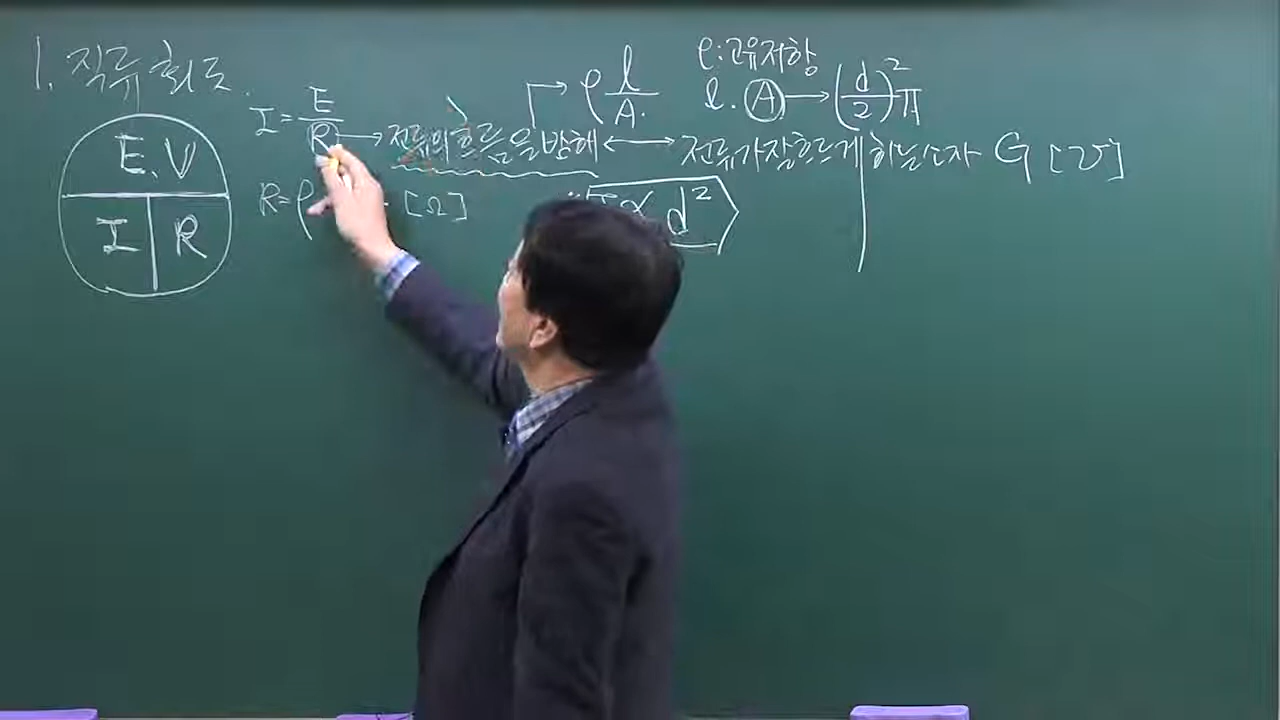 1. 직류 회로.
E.V
I R
I = E/R → 전류의 흐름을 방해 ↔ 전류가 잘 흐르게 하는 소자 G [℧]
R = ρ [Ω]
ρ l/A.
ρ: 고유저항
l. A → (d/2)²π
I ∝ d²